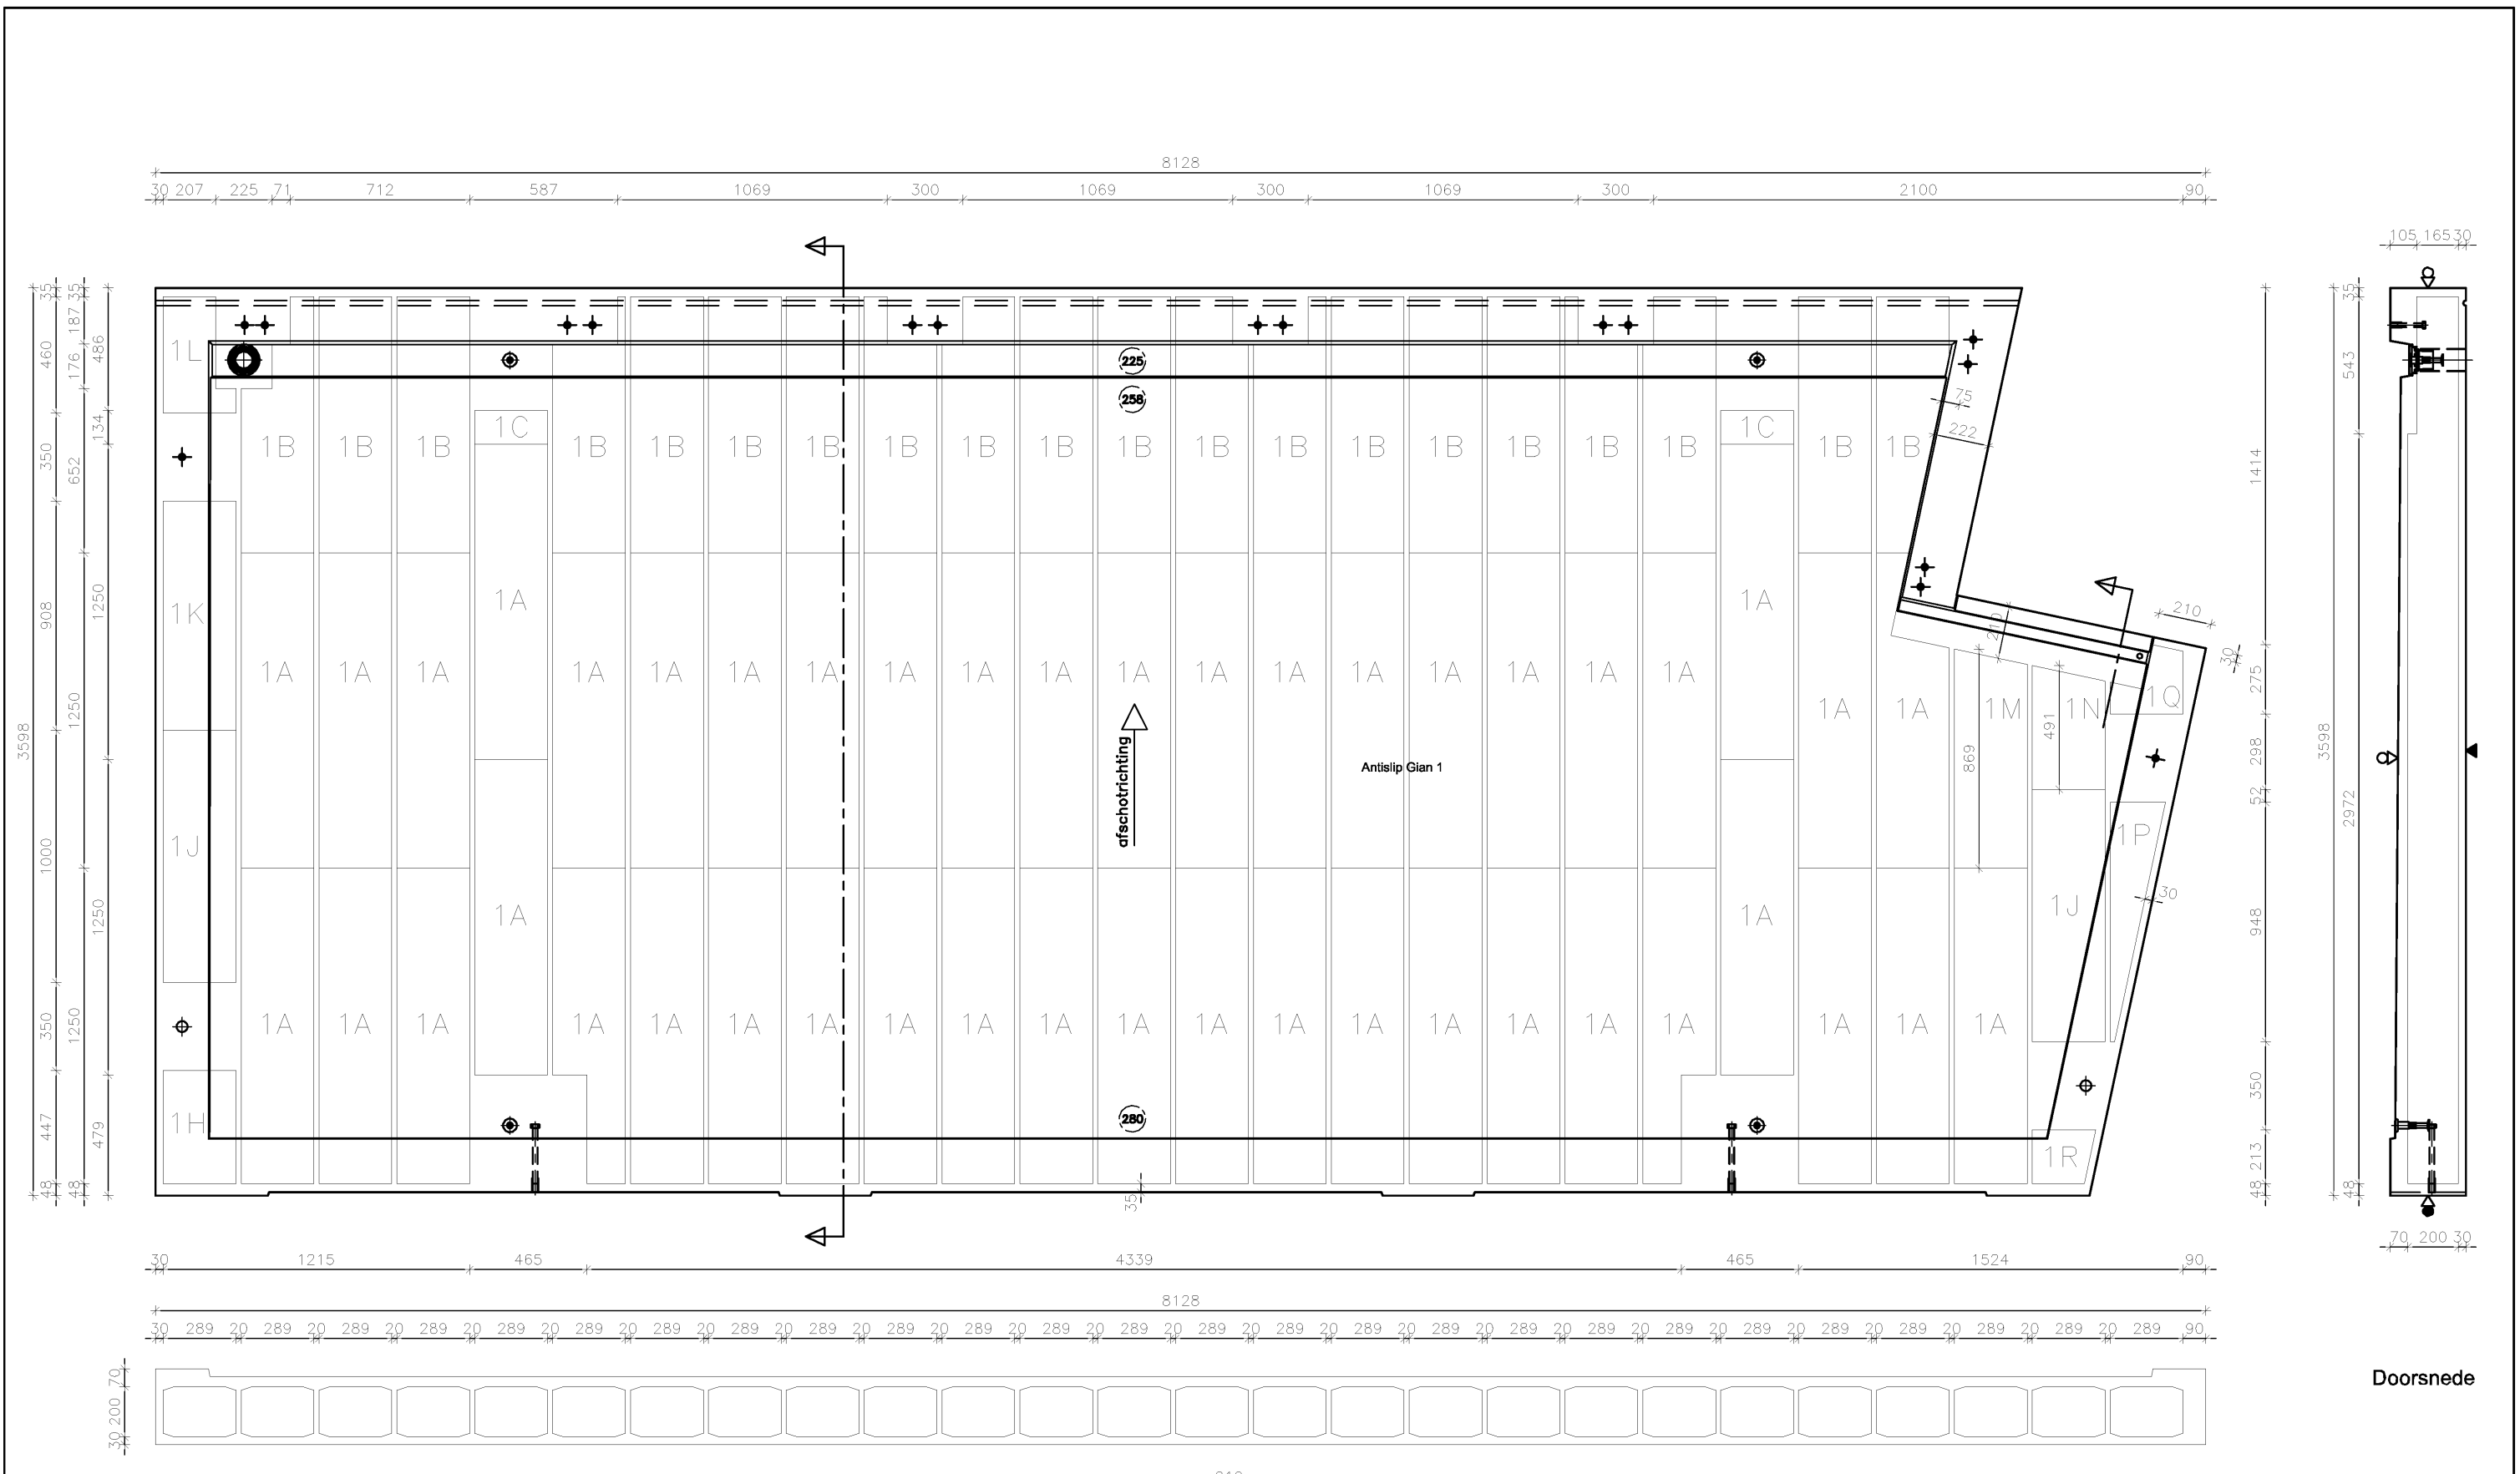 8128
30 207 225 71 712 587 1069 300 1069 300 1069 300 2100 90
105 165 30
35 35 35
187
460 176 486 543
1L 225 75
258 222
134 1C 1C
1B 1B 1B 1B 1B 1B 1B 1B 1B 1B 1B 1B 1B 1B 1B 1B 1B 1B 1B 1B
350 652 1414
1250 1A 1A
908 1K 210 210
30
275
1A 1A 1A 1A 1A 1A 1A 1A 1A 1A 1A 1A 1A 1A 1A 1A 1A 1A
1250 1A 1A 1M 1N 1Q
3598 3598
afschotrichting Antislip Gian 1
869 491 298
52 2972
1000 1J 1P
30
1250 1A 1A 1J 948
350 1250
1A 1A 1A 1A 1A 1A 1A 1A 1A 1A 1A 1A 1A 1A 1A 1A 1A 1A 1A 1A 1A
350
447 1H 479 280
1R 213
48 48 35 48 48
70 200 30
30 1215 465 4339 465 1524 90
8128
30 289 20 289 20 289 20 289 20 289 20 289 20 289 20 289 20 289 20 289 20 289 20 289 20 289 20 289 20 289 20 289 20 289 20 289 20 289 20 289 20 289 20 289 20 289 20 289 20 289 20 289 90
70
200
30
Doorsnede